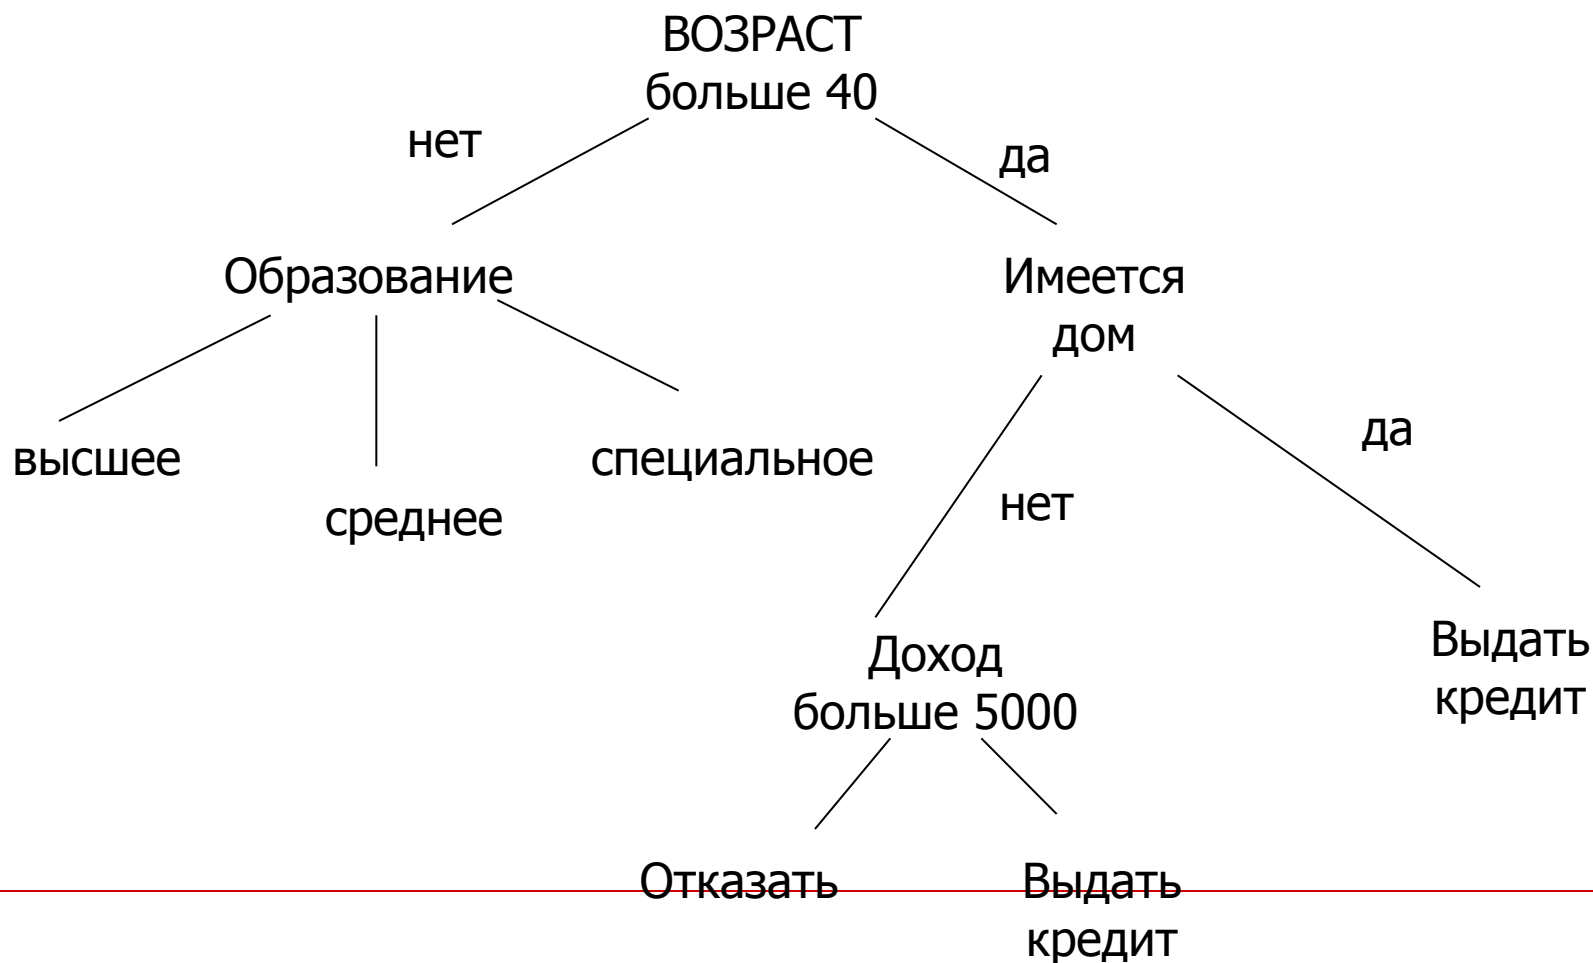 ВОЗРАСТ
больше 40
нет
да
Образование
Имеется
дом
высшее
среднее
специальное
нет
да
Доход
больше 5000
Выдать
кредит
Отказать
Выдать
кредит